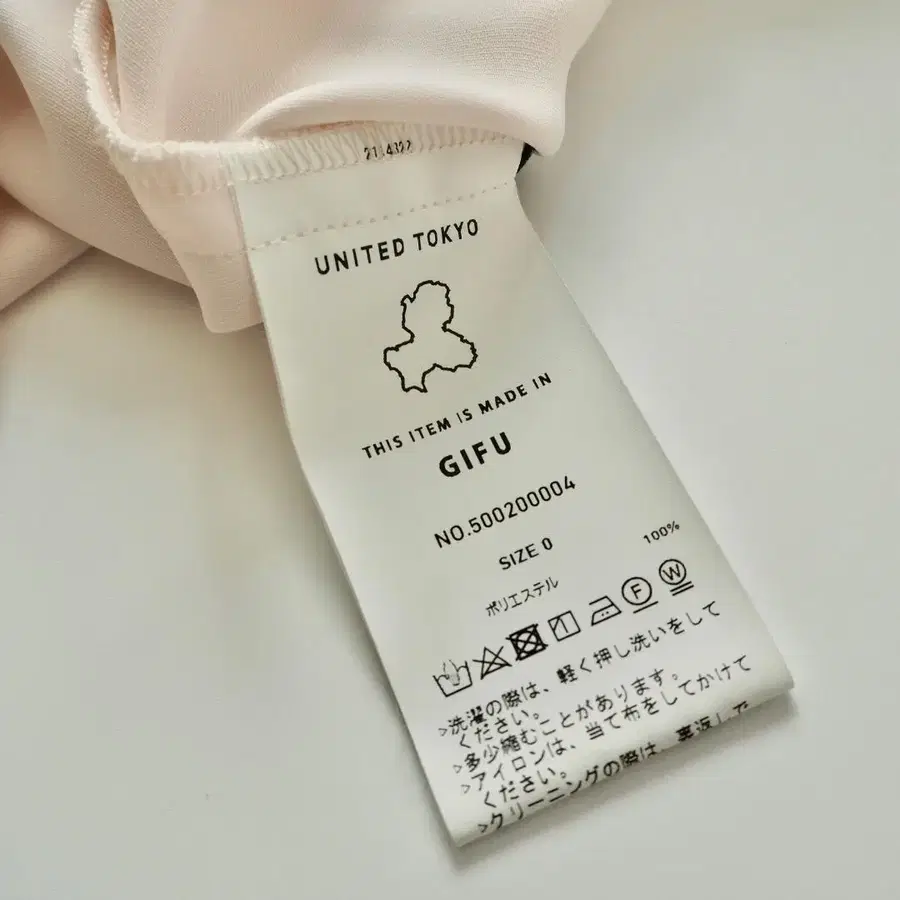 UNITED TOKYO
THIS ITEM IS MADE IN
GIFU
NO.500200004
SIZE 0
ポリエステル 100%
F W
>洗濯の際は、軽く押し洗いをして
ください。
>多少縮むことがあります。
>アイロンは、当て布をしてかけて
ください。
>クリーニングの際は、裏返しで